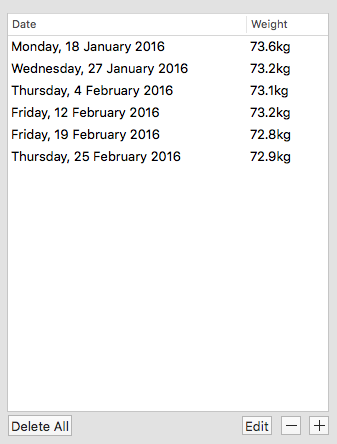 Date Weight
Monday, 18 January 2016 73.6kg
Wednesday, 27 January 2016 73.2kg
Thursday, 4 February 2016 73.1kg
Friday, 12 February 2016 73.2kg
Friday, 19 February 2016 72.8kg
Thursday, 25 February 2016 72.9kg
Delete All Edit − +